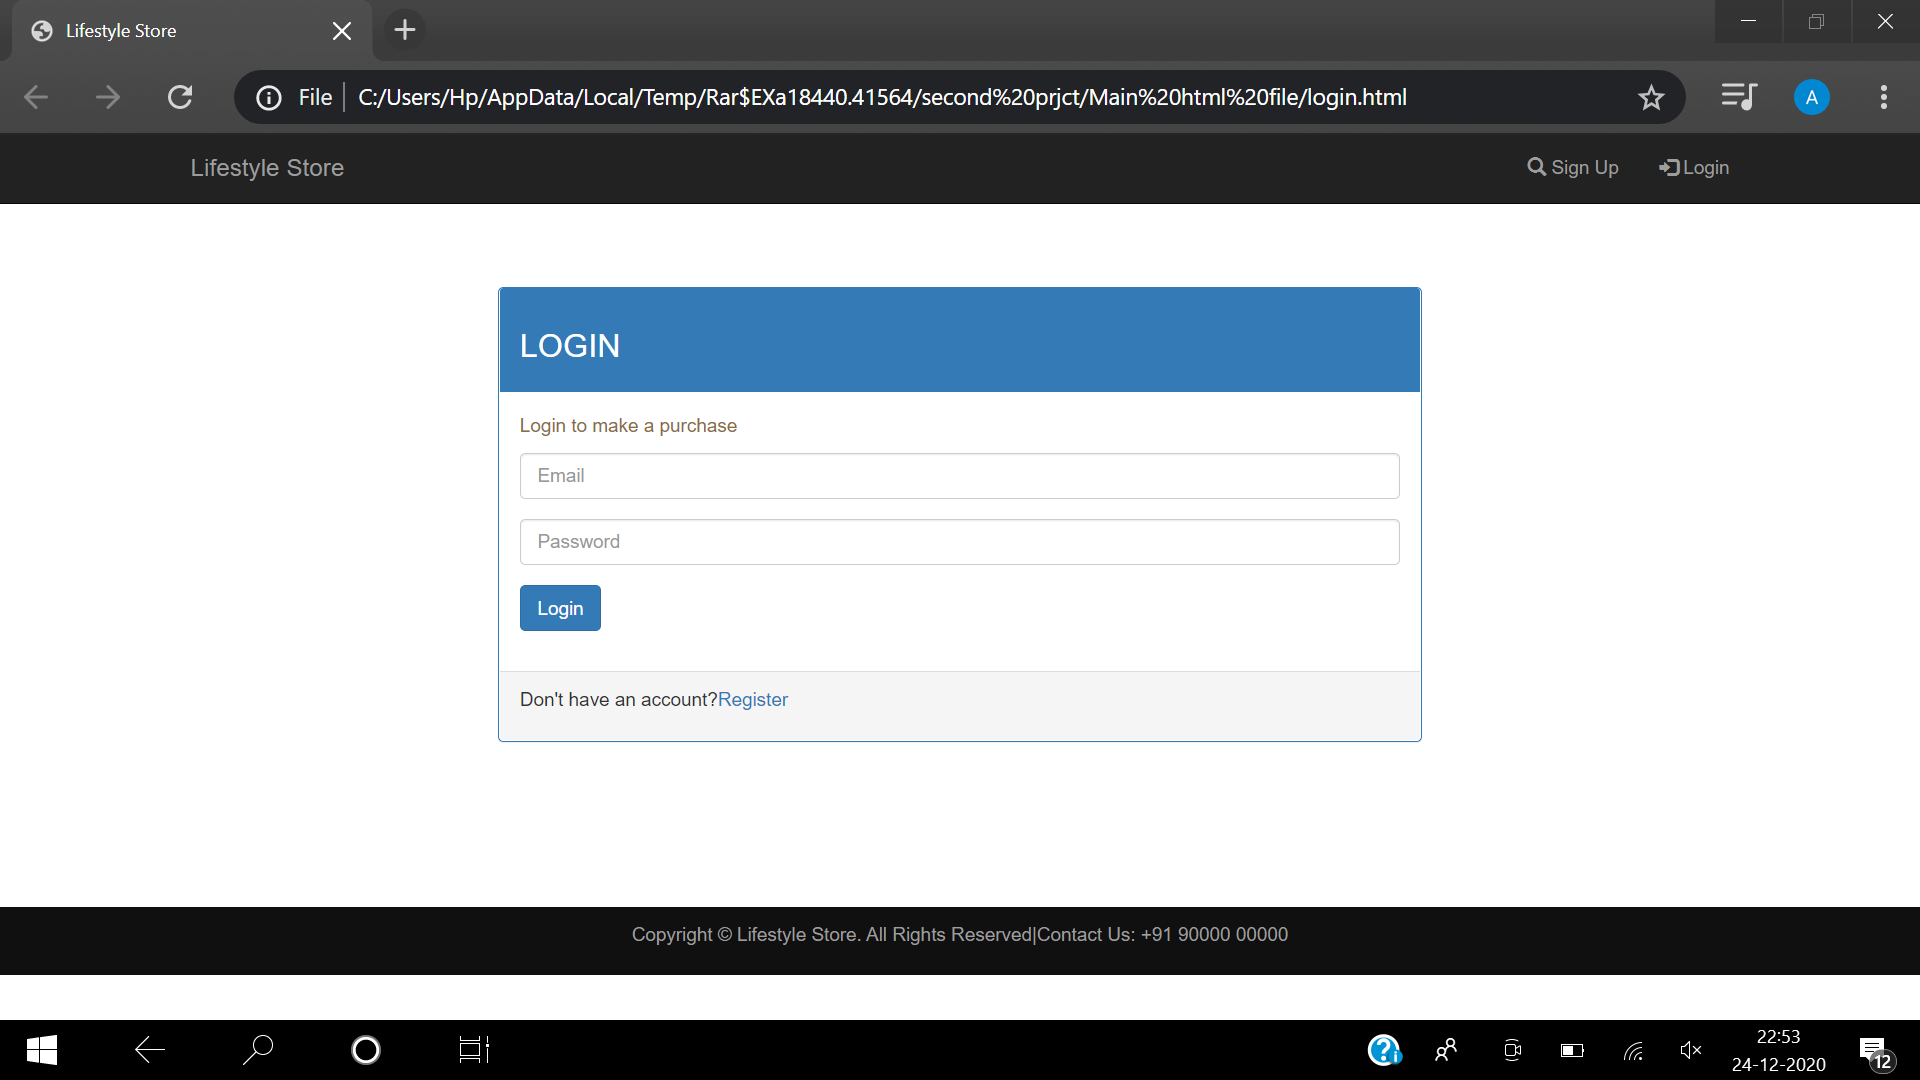 Lifestyle Store
File
C:/Users/Hp/AppData/Local/Temp/Rar$EXa18440.41564/second%20prjct/Main%20html%20file/login.html
A
Lifestyle Store
Sign Up
Login
LOGIN
Login to make a purchase
Email
Password
Login
Don't have an account?Register
Copyright © Lifestyle Store. All Rights Reserved|Contact Us: +91 90000 00000
22:53
24-12-2020
12